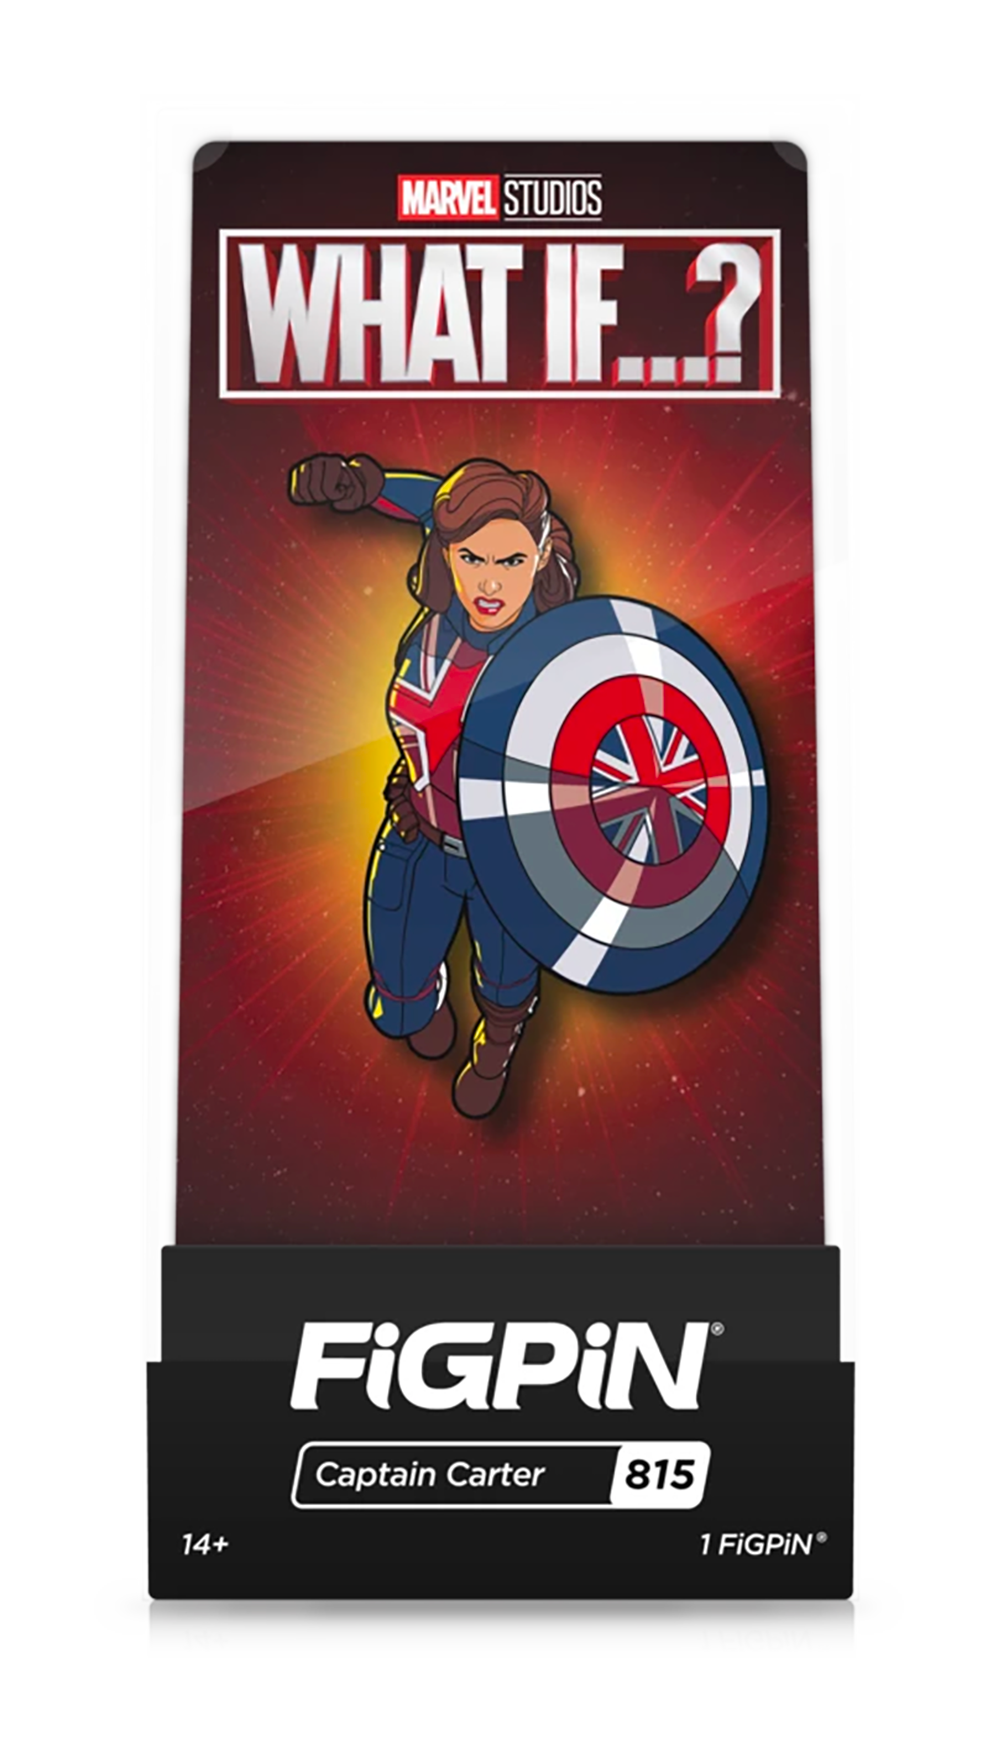 MARVEL STUDIOS
WHAT IF...?
FiGPiN®
Captain Carter 815
14+ 1 FiGPiN®